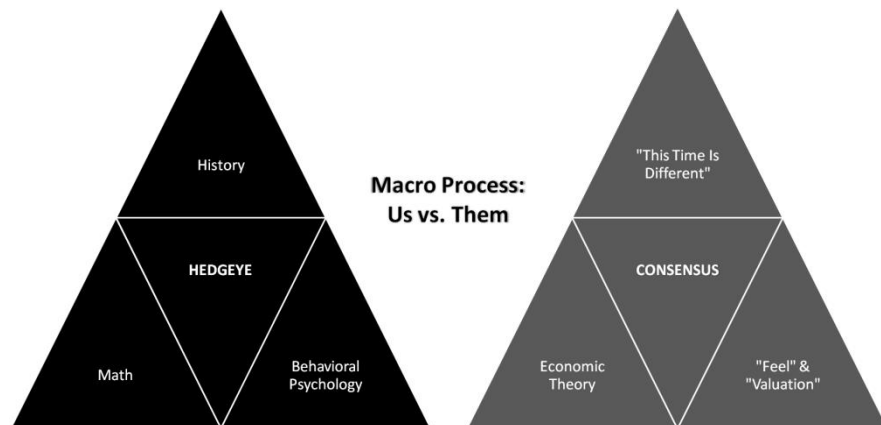 History
HEDGEYE
Math
Behavioral
Psychology
Macro Process:
Us vs. Them
"This Time Is
Different"
CONSENSUS
Economic
Theory
"Feel" &
"Valuation"